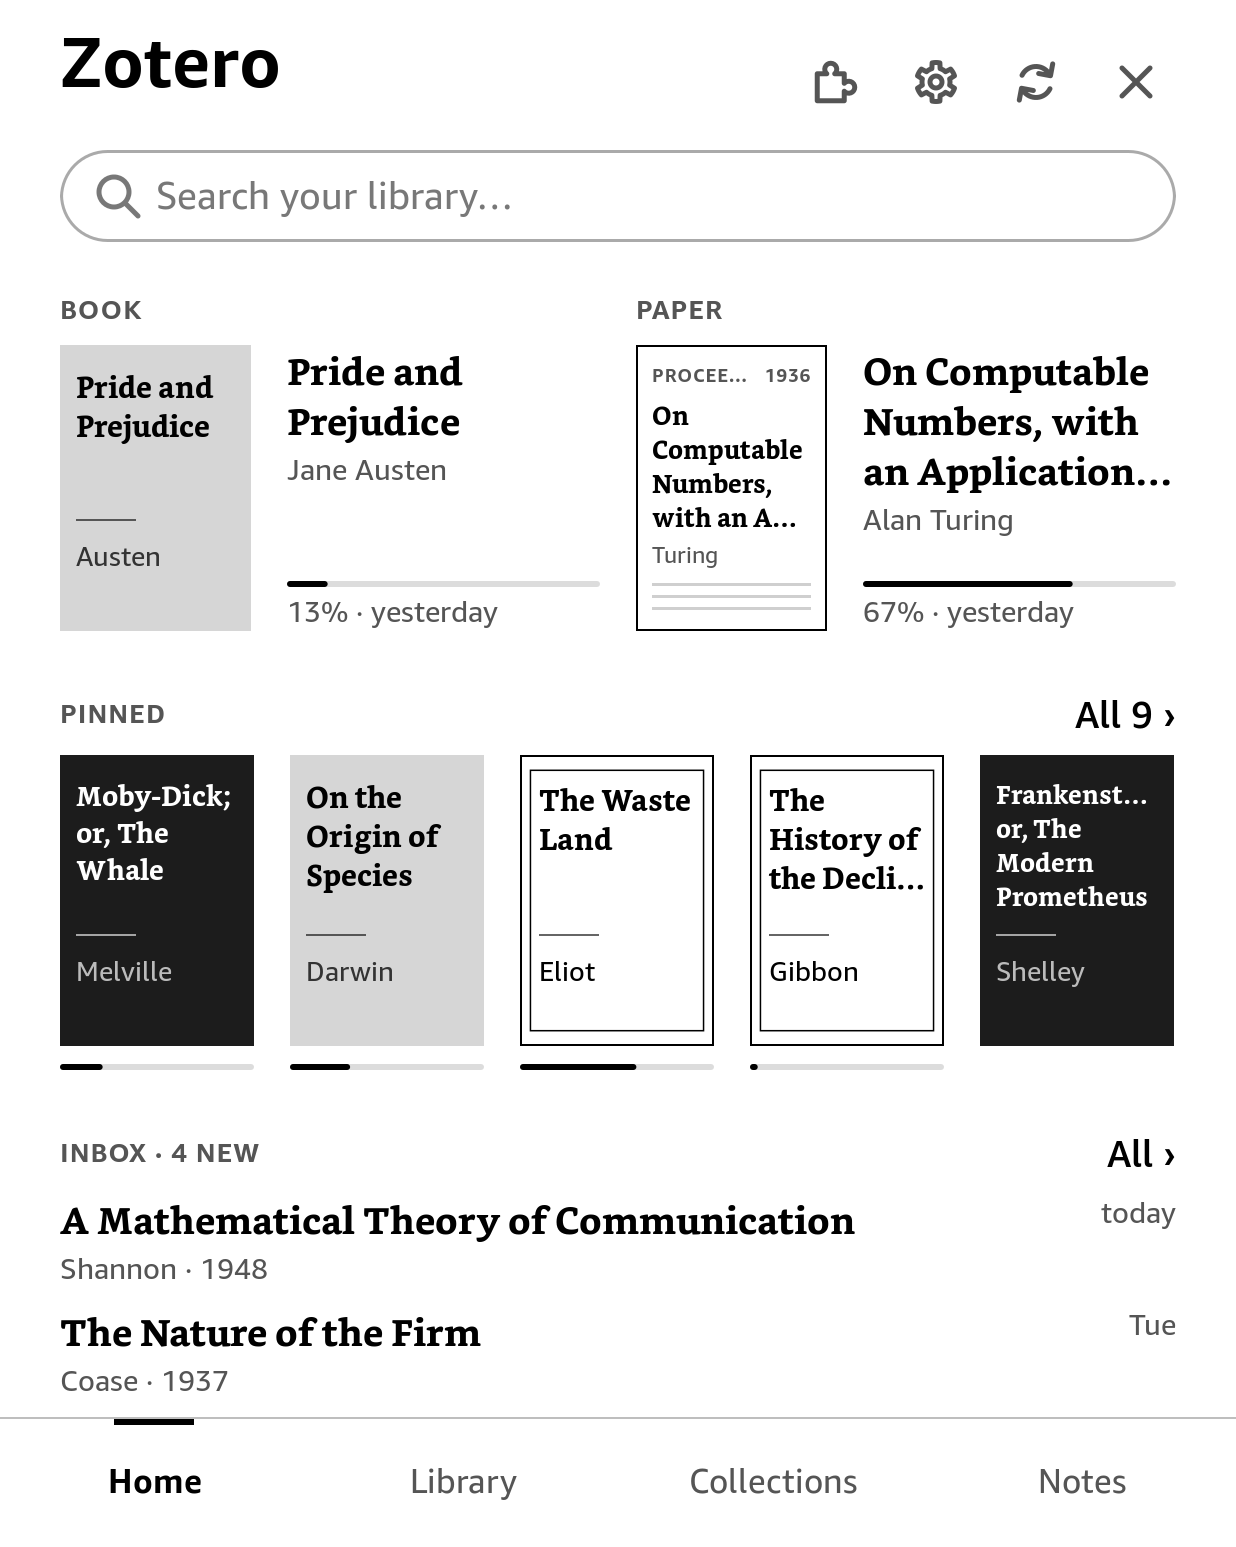 Zotero
Search your library...
BOOK
Pride and
Prejudice
Austen
Pride and
Prejudice
Jane Austen
13% · yesterday
PAPER
PROCEE... 1936
On
Computable
Numbers,
with an A...
Turing
On Computable
Numbers, with
an Application...
Alan Turing
67% · yesterday
PINNED
All 9 ›
Moby-Dick;
or, The
Whale
Melville
On the
Origin of
Species
Darwin
The Waste
Land
Eliot
The
History of
the Decli...
Gibbon
Frankenst...
or, The
Modern
Prometheus
Shelley
INBOX · 4 NEW
All ›
A Mathematical Theory of Communication
today
Shannon · 1948
The Nature of the Firm
Tue
Coase · 1937
Home
Library
Collections
Notes